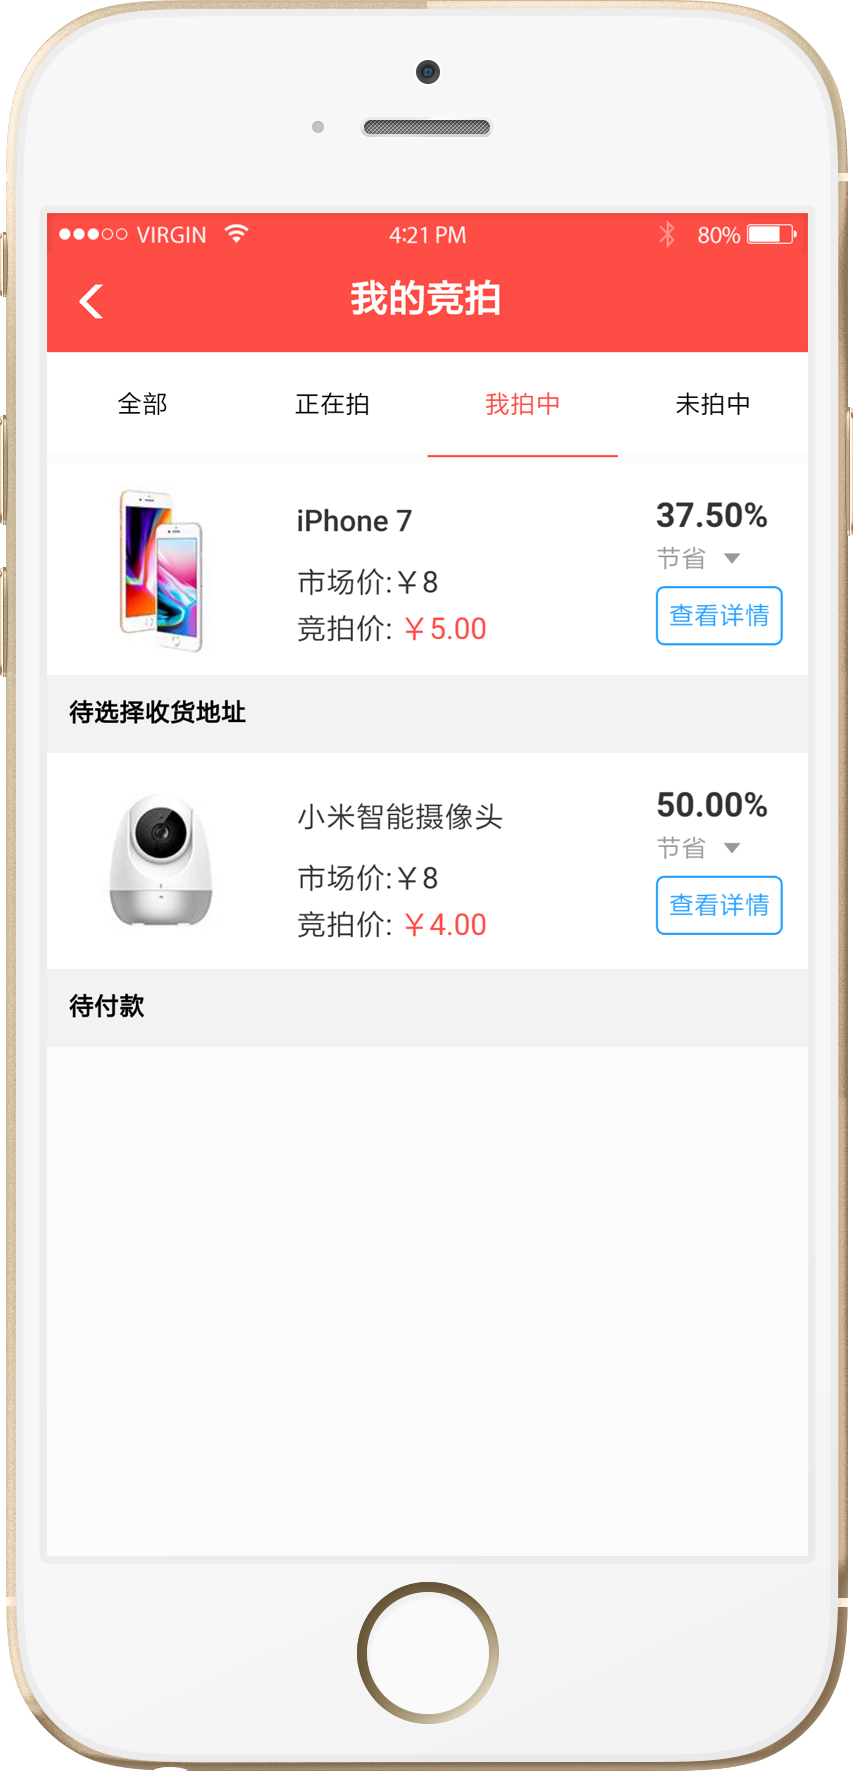 VIRGIN 4:21 PM 80%
我的竞拍
全部 正在拍 我拍中 未拍中
iPhone 7
市场价:￥8
竞拍价: ￥5.00
37.50%
节省
查看详情
待选择收货地址
小米智能摄像头
市场价:￥8
竞拍价: ￥4.00
50.00%
节省
查看详情
待付款